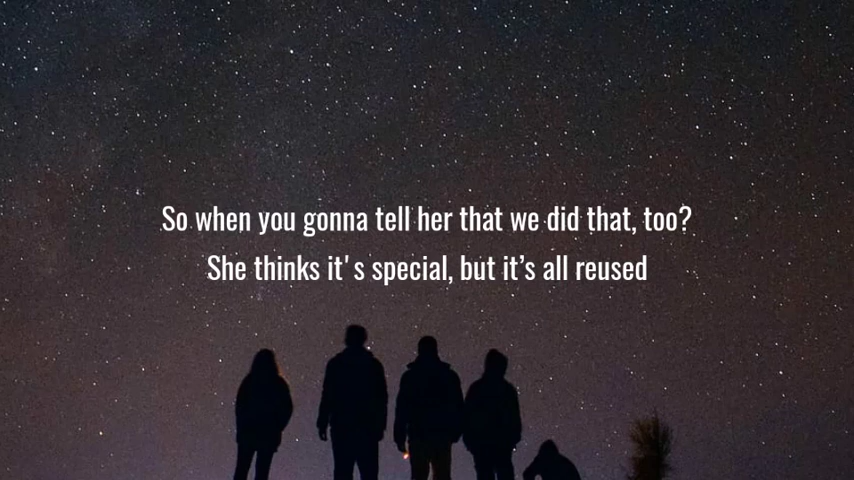 So when you gonna tell her that we did that, too?
She thinks it's special, but it’s all reused